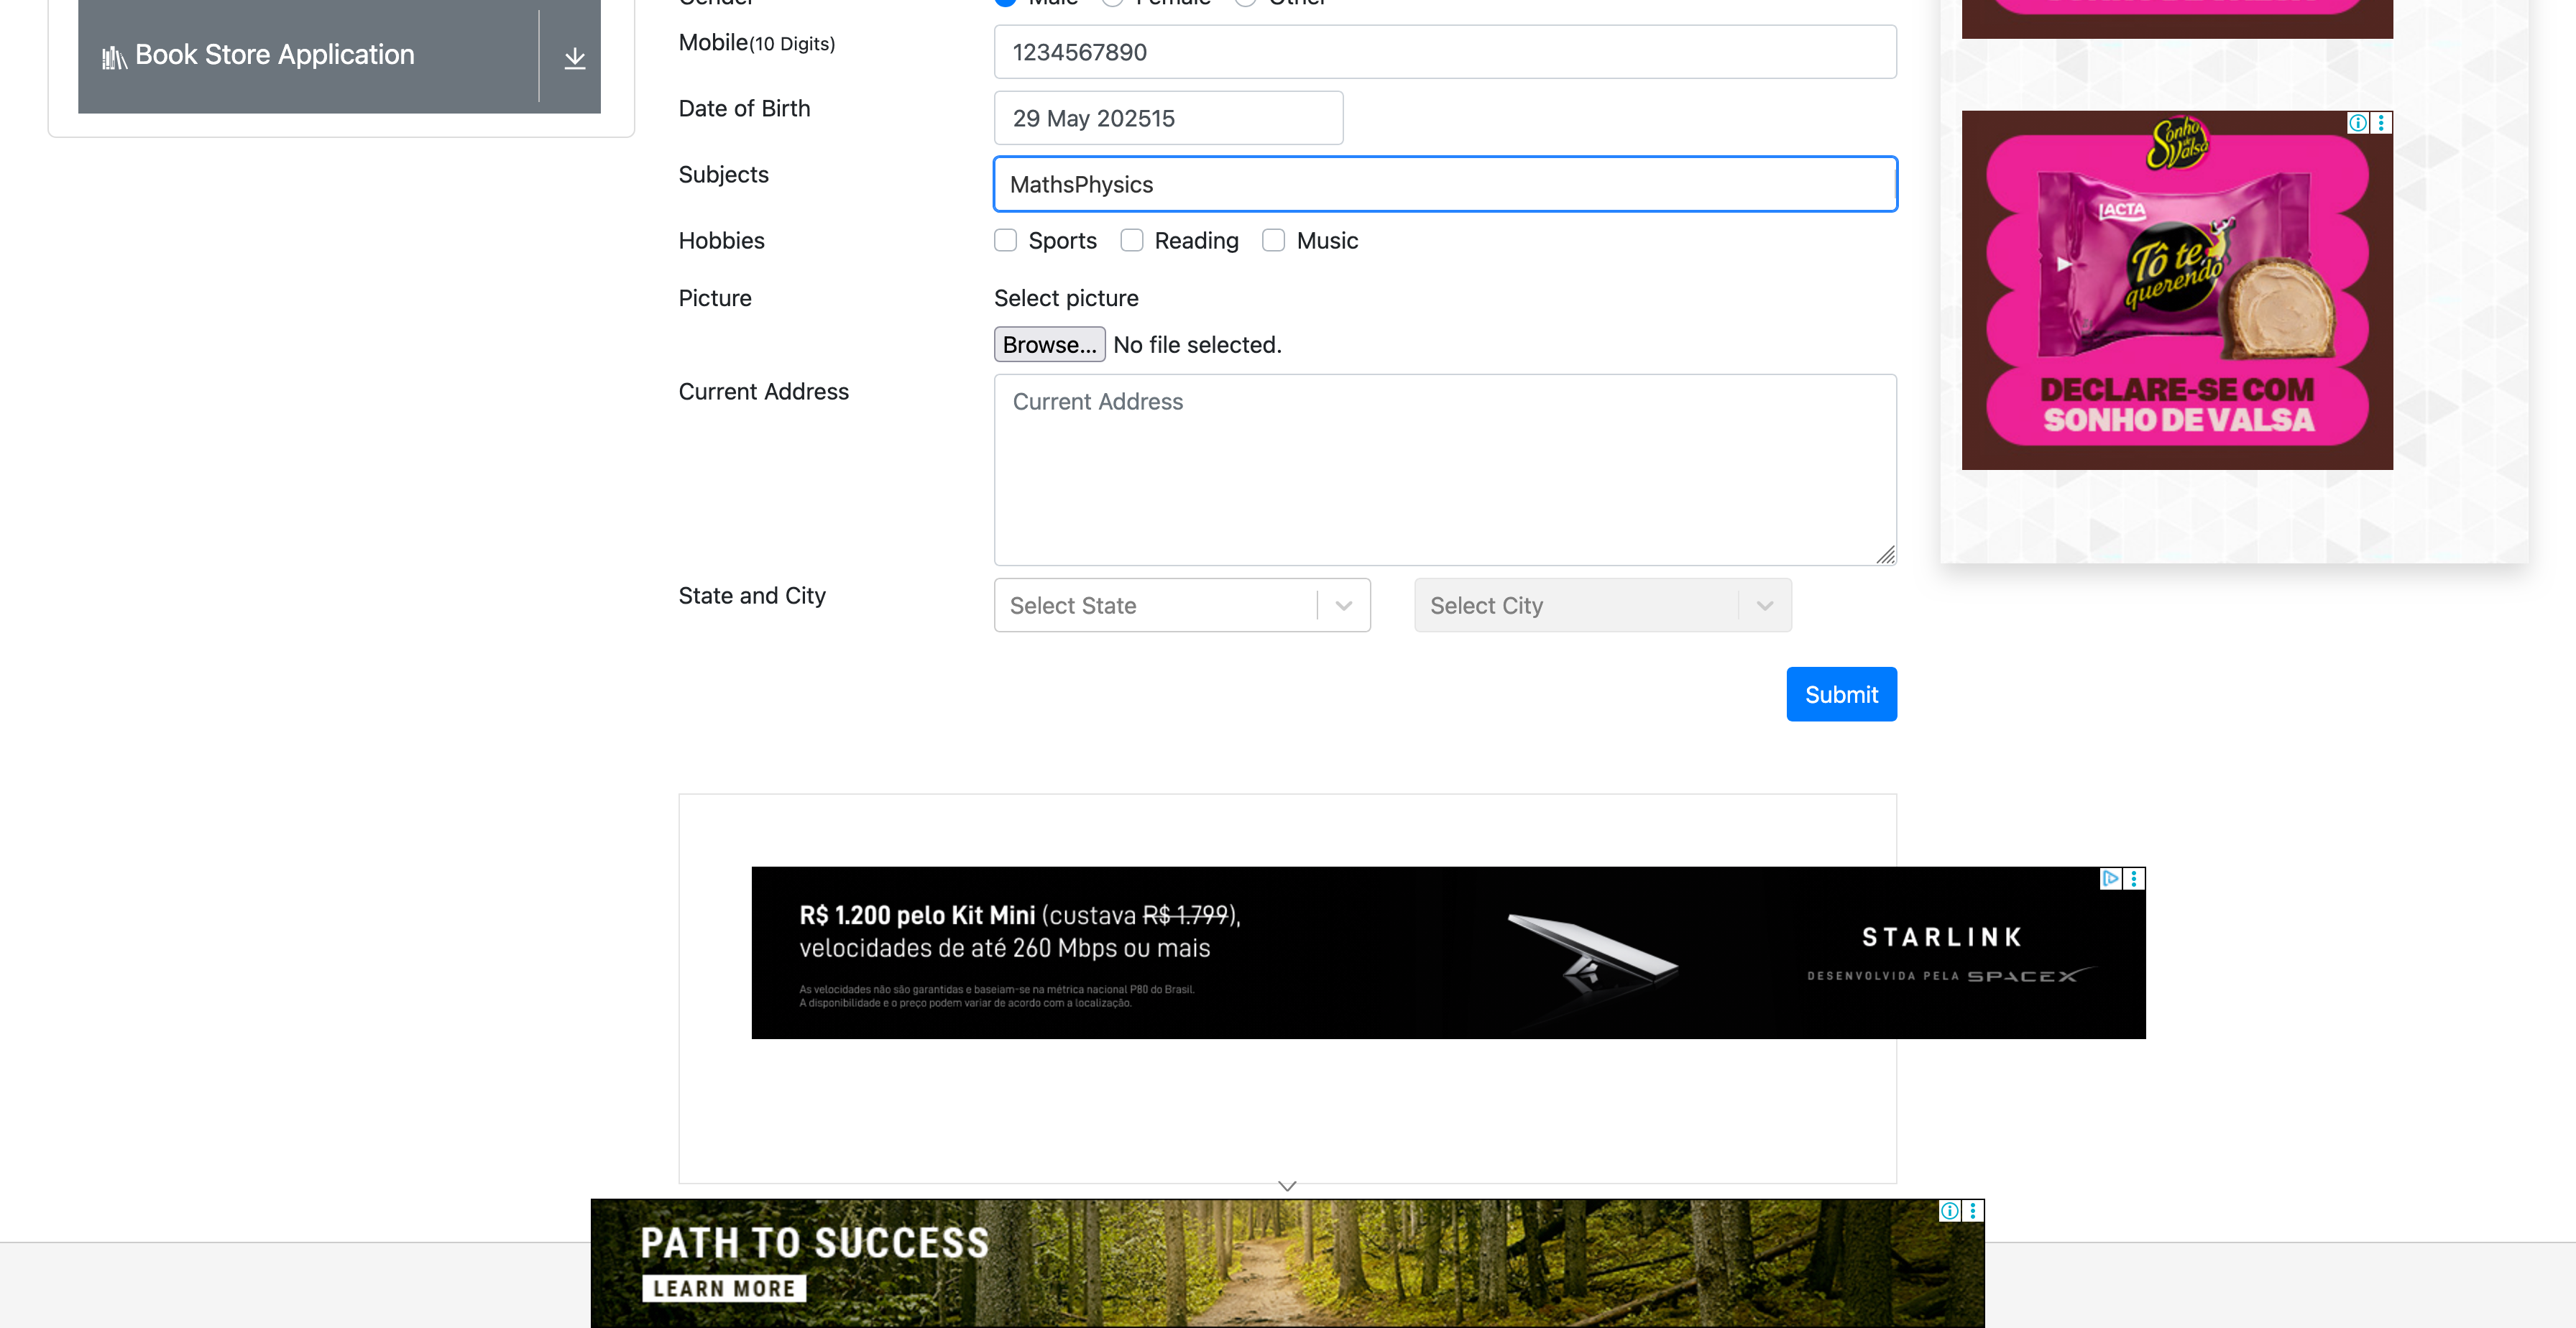 Gender Male Female Other
Book Store Application
Mobile(10 Digits) 1234567890
Date of Birth 29 May 202515
Subjects MathsPhysics
Hobbies Sports Reading Music
Picture Select picture
Browse... No file selected.
Current Address Current Address
State and City Select State Select City
Submit
Sonho de Valsa
LACTA
Tô te querendo
DECLARE-SE COM
SONHO DE VALSA
R$ 1.200 pelo Kit Mini (custava R$ 1.799),
velocidades de até 260 Mbps ou mais
As velocidades não são garantidas e baseiam-se na métrica nacional P80 do Brasil.
A disponibilidade e o preço podem variar de acordo com a localização.
STARLINK
DESENVOLVIDA PELA SPACEX
PATH TO SUCCESS
LEARN MORE